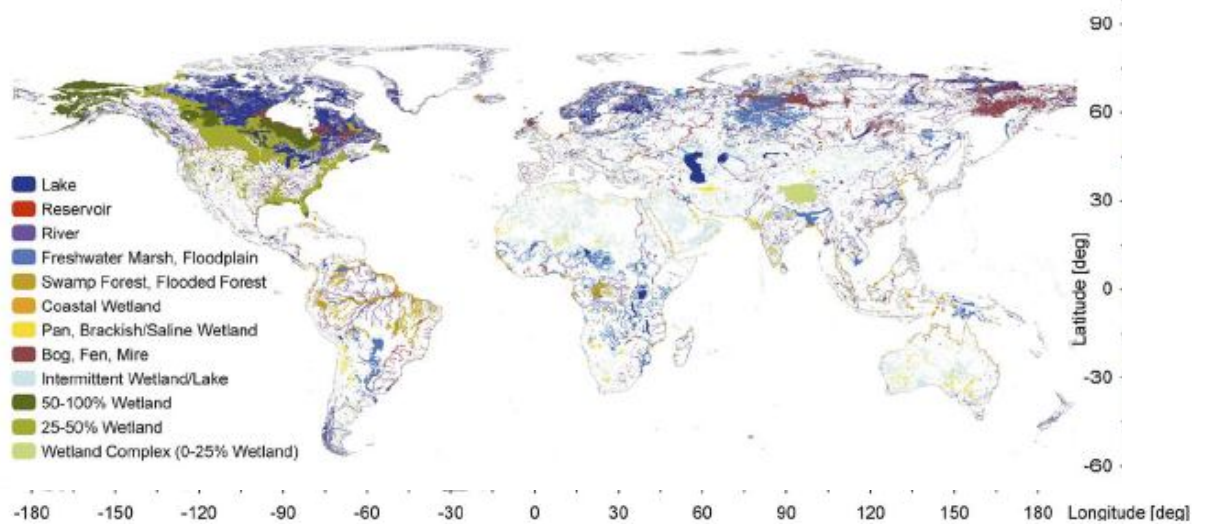 90
60
30
0
-30
-60
Latitude [deg]
Lake
Reservoir
River
Freshwater Marsh, Floodplain
Swamp Forest, Flooded Forest
Coastal Wetland
Pan, Brackish/Saline Wetland
Bog, Fen, Mire
Intermittent Wetland/Lake
50-100% Wetland
25-50% Wetland
Wetland Complex (0-25% Wetland)
-180 -150 -120 -90 -60 -30 0 30 60 90 120 150 180 Longitude [deg]